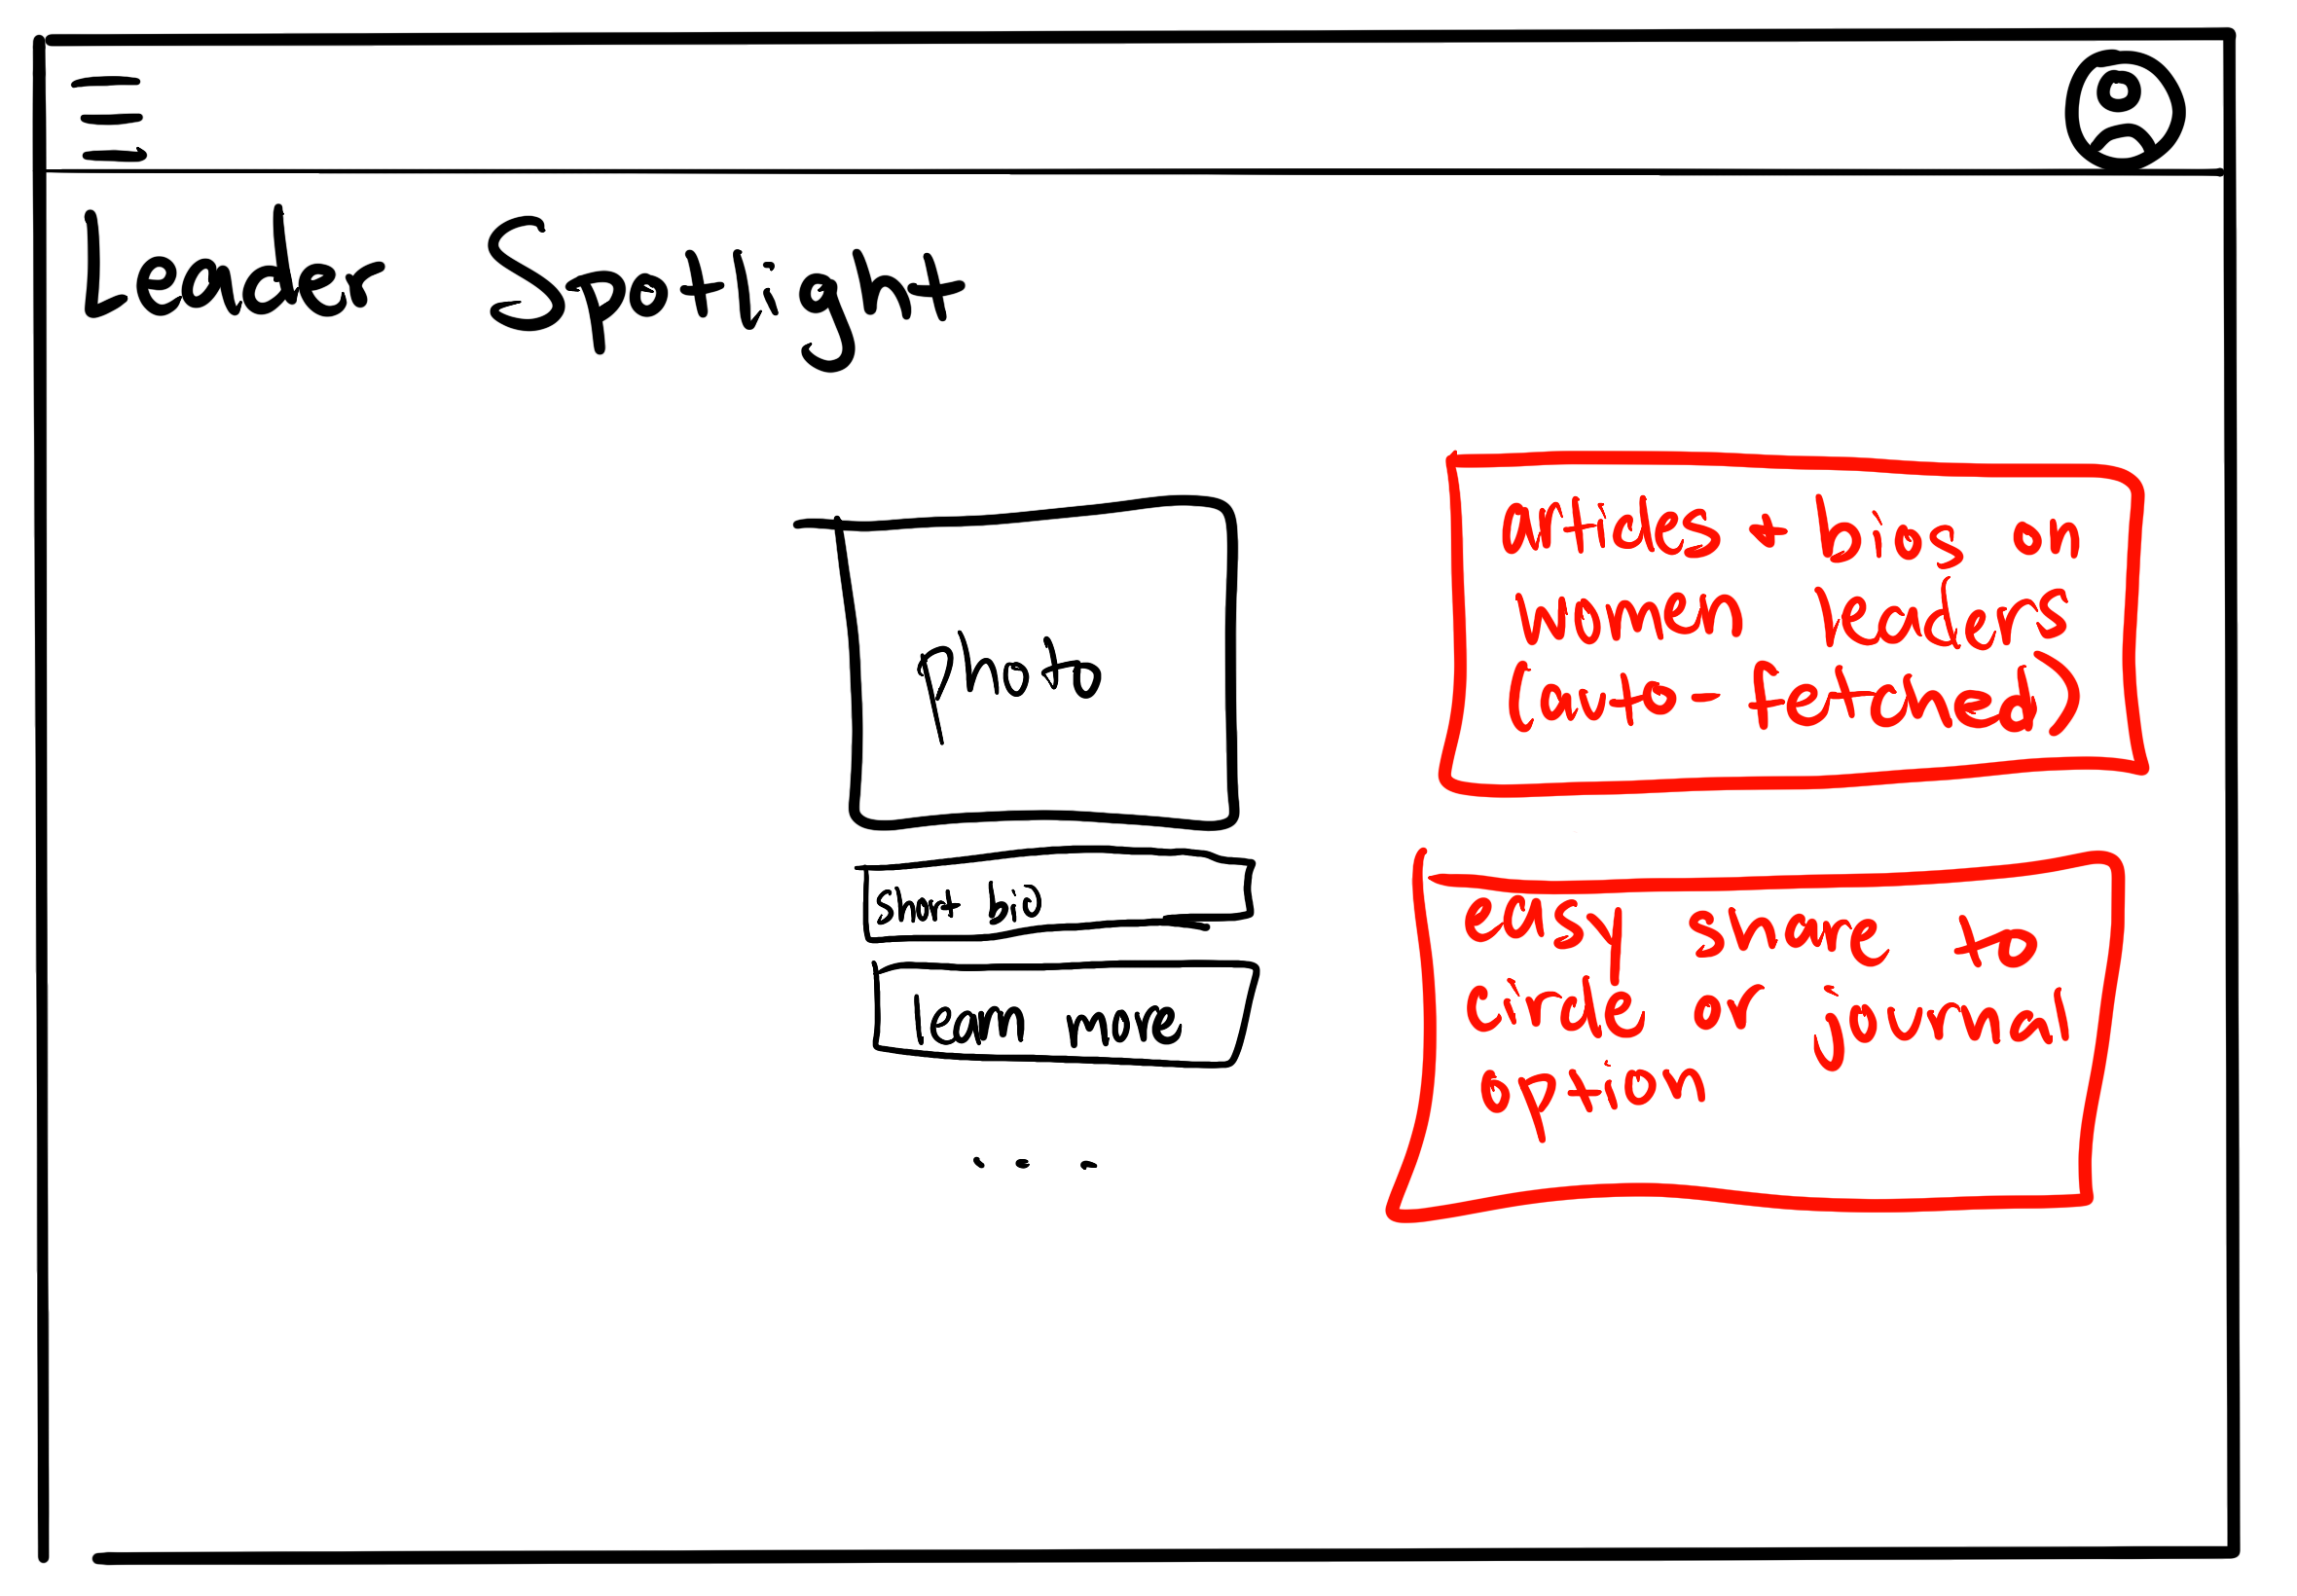 Leader Spotlight
photo
short bio
learn more
...
articles + bios on
women leaders
(auto-fetched)
easy share to
circle or journal
option